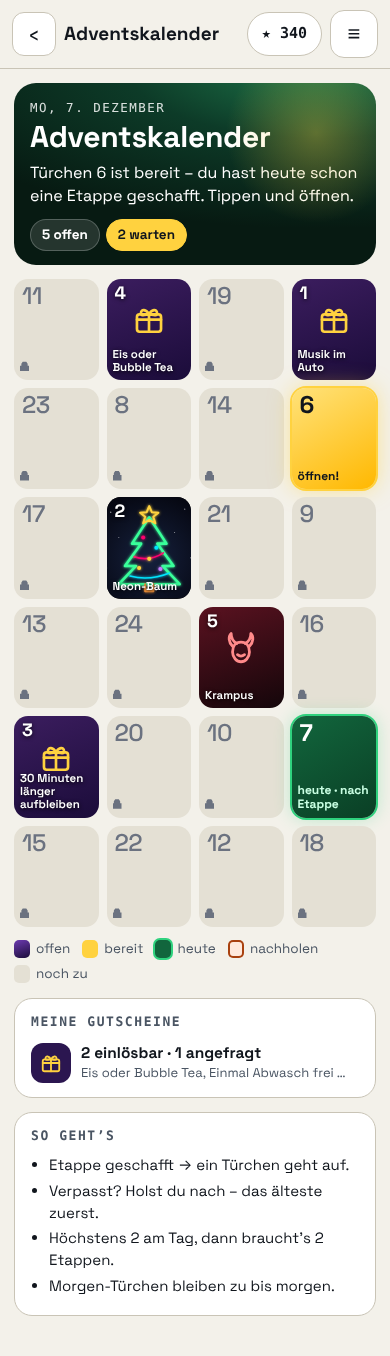 < Adventskalender ★ 340 ≡
MO, 7. DEZEMBER
Adventskalender
Türchen 6 ist bereit – du hast heute schon
eine Etappe geschafft. Tippen und öffnen.
5 offen 2 warten
11 4 19 1
Eis oder
Bubble Tea
Musik im
Auto
23 8 14 6
öffnen!
17 2 21 9
Neon-Baum
13 24 5 16
Krampus
3 20 10 7
30 Minuten
länger
aufbleiben
heute · nach
Etappe
15 22 12 18
offen bereit heute nachholen
noch zu
MEINE GUTSCHEINE
2 einlösbar · 1 angefragt
Eis oder Bubble Tea, Einmal Abwasch frei …
SO GEHT’S
• Etappe geschafft → ein Türchen geht auf.
• Verpasst? Holst du nach – das älteste
zuerst.
• Höchstens 2 am Tag, dann braucht’s 2
Etappen.
• Morgen-Türchen bleiben zu bis morgen.